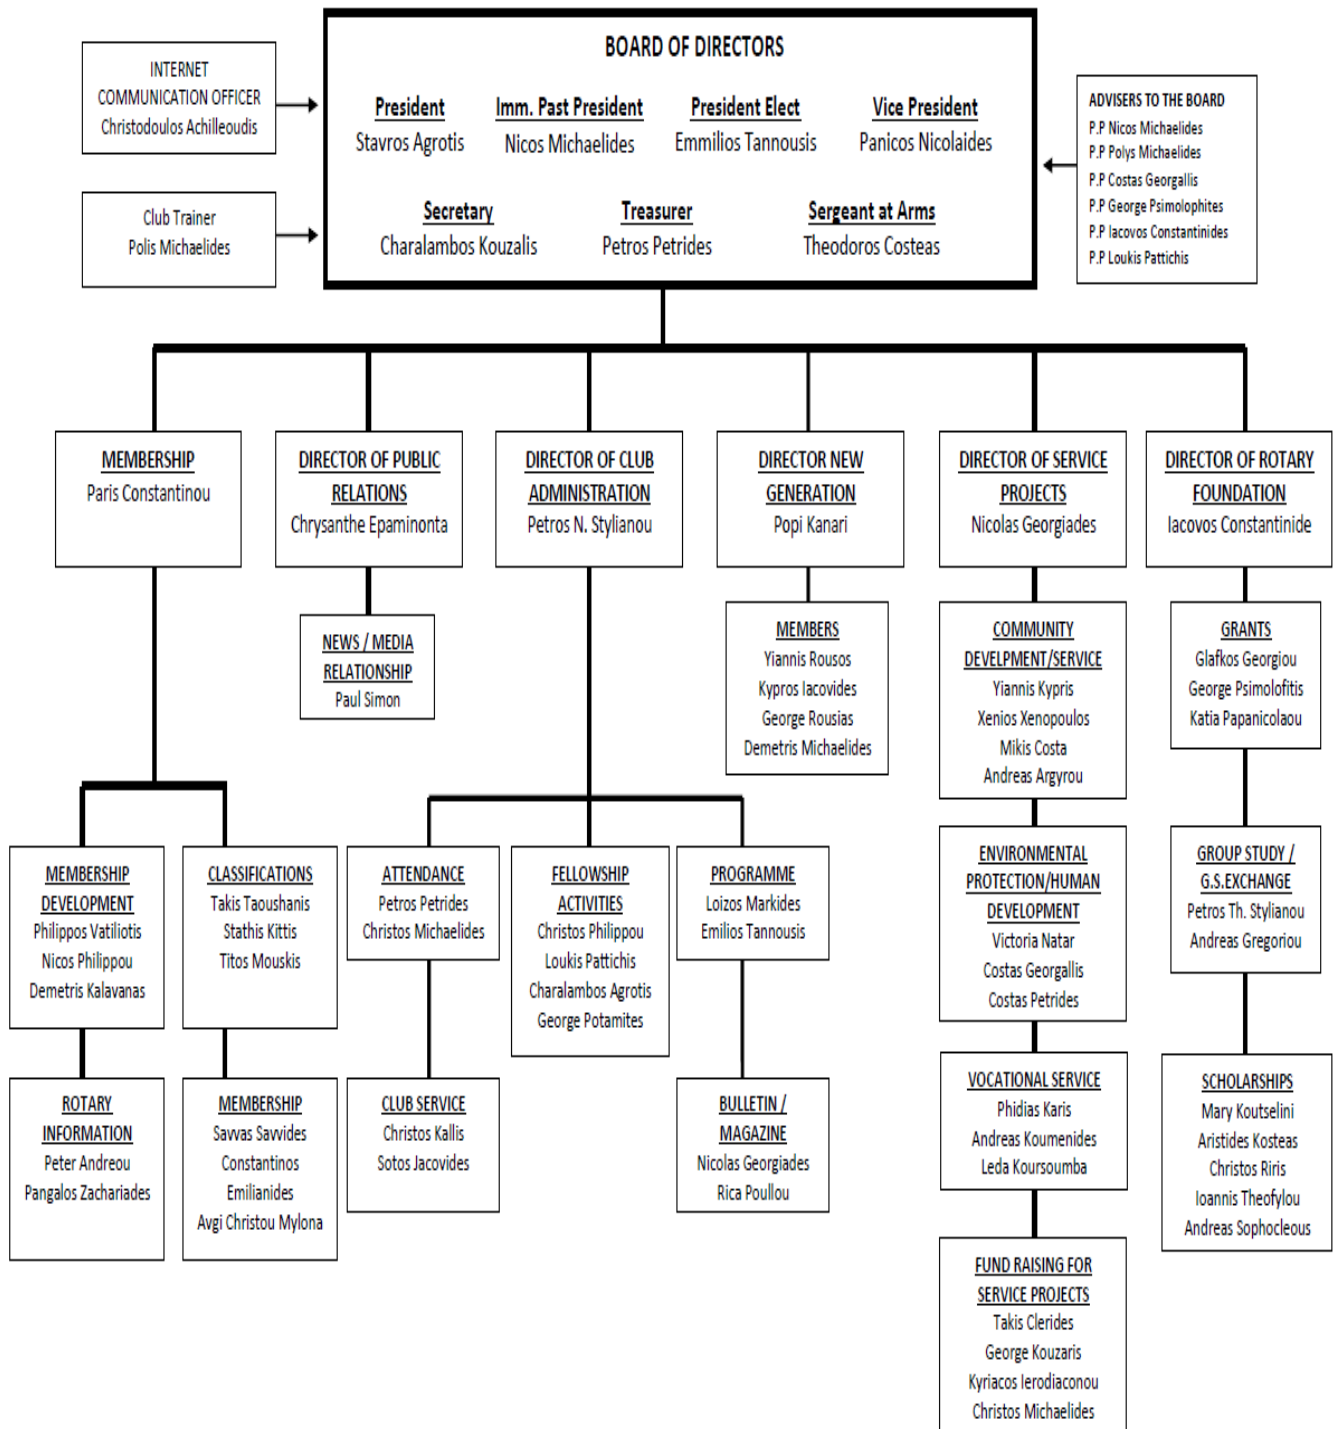 BOARD OF DIRECTORS
INTERNET
COMMUNICATION OFFICER
Christodoulos Achilleoudis
Club Trainer
Polis Michaelides
President
Stavros Agrotis
Imm. Past President
Nicos Michaelides
President Elect
Emmilios Tannousis
Vice President
Panicos Nicolaides
Secretary
Charalambos Kouzalis
Treasurer
Petros Petrides
Sergeant at Arms
Theodoros Costeas
ADVISERS TO THE BOARD
P.P Nicos Michaelides
P.P Polys Michaelides
P.P Costas Georgallis
P.P George Psimolophites
P.P Iacovos Constantinides
P.P Loukis Pattichis
MEMBERSHIP
Paris Constantinou
DIRECTOR OF PUBLIC
RELATIONS
Chrysanthe Epaminonta
DIRECTOR OF CLUB
ADMINISTRATION
Petros N. Stylianou
DIRECTOR NEW
GENERATION
Popi Kanari
DIRECTOR OF SERVICE
PROJECTS
Nicolas Georgiades
DIRECTOR OF ROTARY
FOUNDATION
Iacovos Constantinide
NEWS / MEDIA
RELATIONSHIP
Paul Simon
MEMBERS
Yiannis Rousos
Kypros Iacovides
George Rousias
Demetris Michaelides
COMMUNITY
DEVELPMENT/SERVICE
Yiannis Kypris
Xenios Xenopoulos
Mikis Costa
Andreas Argyrou
GRANTS
Glafkos Georgiou
George Psimolofitis
Katia Papanicolaou
MEMBERSHIP
DEVELOPMENT
Philippos Vatiliotis
Nicos Philippou
Demetris Kalavanas
CLASSIFICATIONS
Takis Taoushanis
Stathis Kittis
Titos Mouskis
ATTENDANCE
Petros Petrides
Christos Michaelides
FELLOWSHIP
ACTIVITIES
Christos Philippou
Loukis Pattichis
Charalambos Agrotis
George Potamites
PROGRAMME
Loizos Markides
Emilios Tannousis
ENVIRONMENTAL
PROTECTION/HUMAN
DEVELOPMENT
Victoria Natar
Costas Georgallis
Costas Petrides
GROUP STUDY /
G.S.EXCHANGE
Petros Th. Stylianou
Andreas Gregoriou
ROTARY
INFORMATION
Peter Andreou
Pangalos Zachariades
MEMBERSHIP
Savvas Savvides
Constantinos
Emilianides
Avgi Christou Mylona
CLUB SERVICE
Christos Kallis
Sotos Jacovides
BULLETIN /
MAGAZINE
Nicolas Georgiades
Rica Poullou
VOCATIONAL SERVICE
Phidias Karis
Andreas Koumenides
Leda Koursoumba
SCHOLARSHIPS
Mary Koutselini
Aristides Kosteas
Christos Riris
Ioannis Theofylou
Andreas Sophocleous
FUND RAISING FOR
SERVICE PROJECTS
Takis Clerides
George Kouzaris
Kyriacos Ierodiaconou
Christos Michaelides